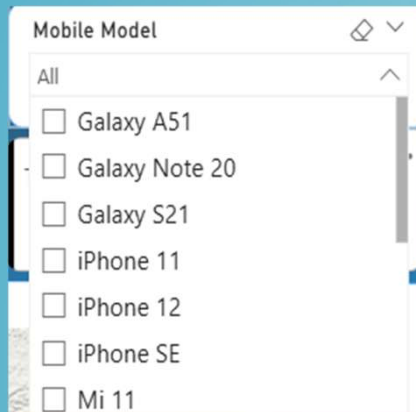 Mobile Model
All
Galaxy A51
Galaxy Note 20
Galaxy S21
iPhone 11
iPhone 12
iPhone SE
Mi 11